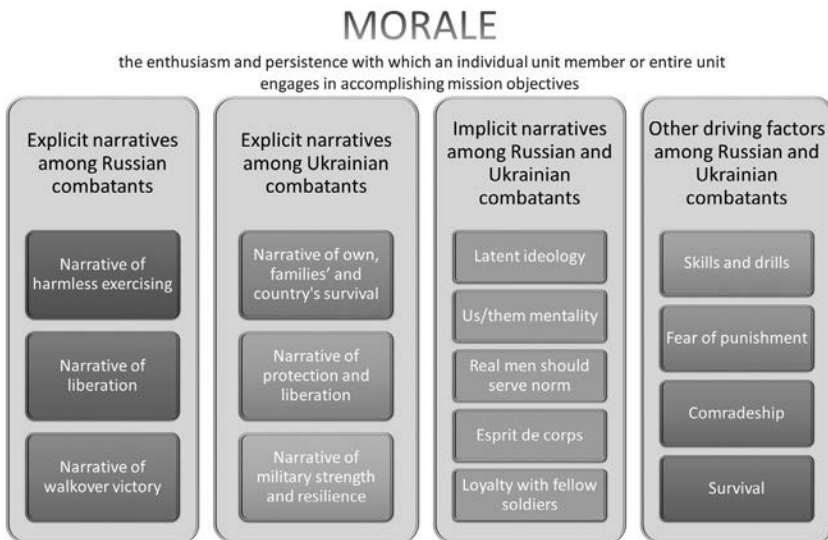 MORALE
the enthusiasm and persistence with which an individual unit member or entire unit
engages in accomplishing mission objectives
Explicit narratives
among Russian
combatants
Narrative of
harmless exercising
Narrative of
liberation
Narrative of
walkover victory
Explicit narratives
among Ukrainian
combatants
Narrative of own,
families' and
country's survival
Narrative of
protection and
liberation
Narrative of
military strength
and resilience
Implicit narratives
among Russian and
Ukrainian
combatants
Latent ideology
Us/them mentality
Real men should
serve norm
Esprit de corps
Loyalty with fellow
soldiers
Other driving factors
among Russian and
Ukrainian
combatants
Skills and drills
Fear of punishment
Comradeship
Survival